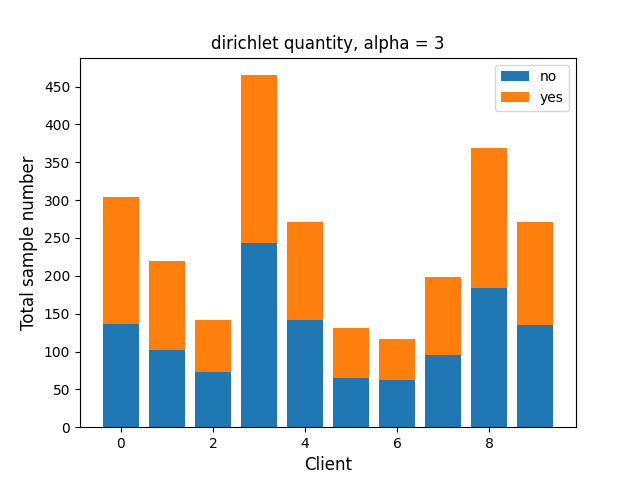 dirichlet quantity, alpha = 3
no
yes
450
400
350
300
250
200
150
100
50
0
Total sample number
0 2 4 6 8
Client